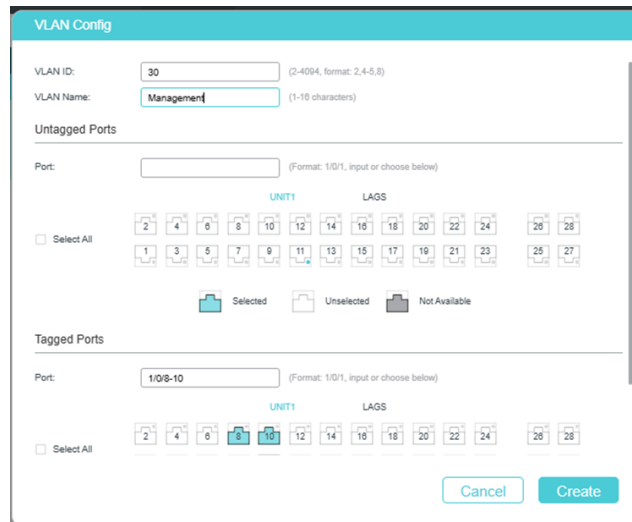 VLAN Config
VLAN ID: 30 (2-4094, format: 2,4-5,8)
VLAN Name: Management (1-16 characters)
Untagged Ports
Port: (Format: 1/0/1, input or choose below)
UNIT1 LAGS
2 4 6 8 10 12 14 16 18 20 22 24 26 28
Select All
1 3 5 7 9 11 13 15 17 19 21 23 25 27
Selected Unselected Not Available
Tagged Ports
Port: 1/0/8-10 (Format: 1/0/1, input or choose below)
UNIT1 LAGS
2 4 6 8 10 12 14 16 18 20 22 24 26 28
Select All
Cancel Create